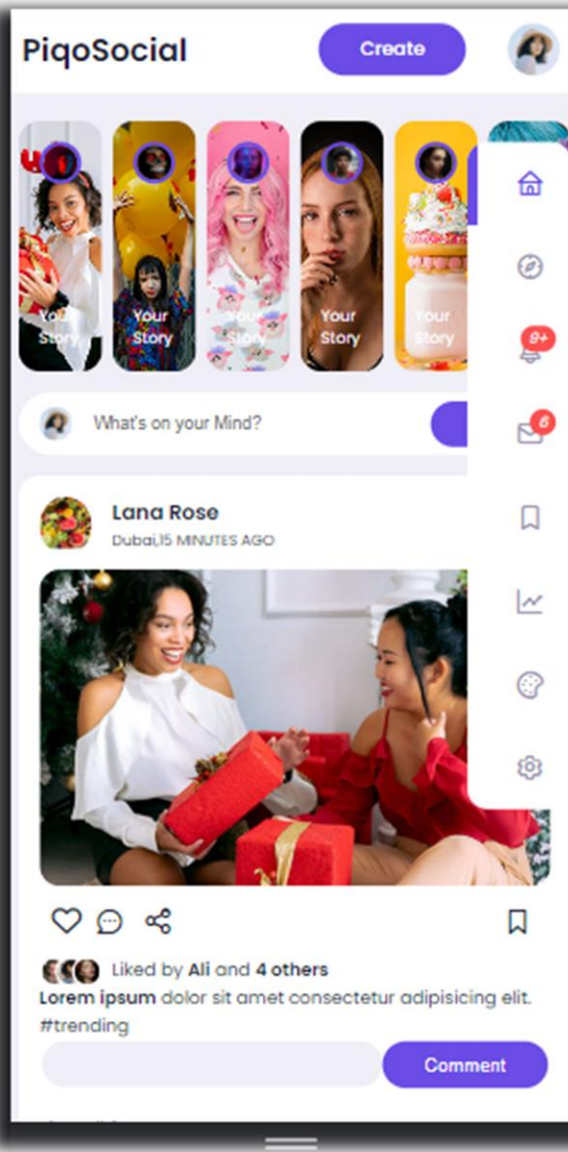 PiqoSocial
Create
Your
Story
Your
Story
Your
Story
Your
Story
Your
Story
9+
What's on your Mind?
6
Lana Rose
Dubai,15 MINUTES AGO
Liked by Ali and 4 others
Lorem ipsum dolor sit amet consectetur adipisicing elit.
#trending
Comment